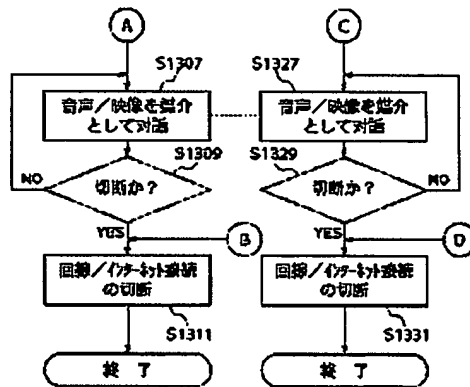 A
C
S1307
S1327
音声／映像を媒介
として対話
音声／映像を媒介
として対話
S1309
S1329
NO
切断か？
切断か？
NO
YES
B
YES
D
回線／インターネット接続
の切断
回線／インターネット接続
の切断
S1311
S1331
終了
終了